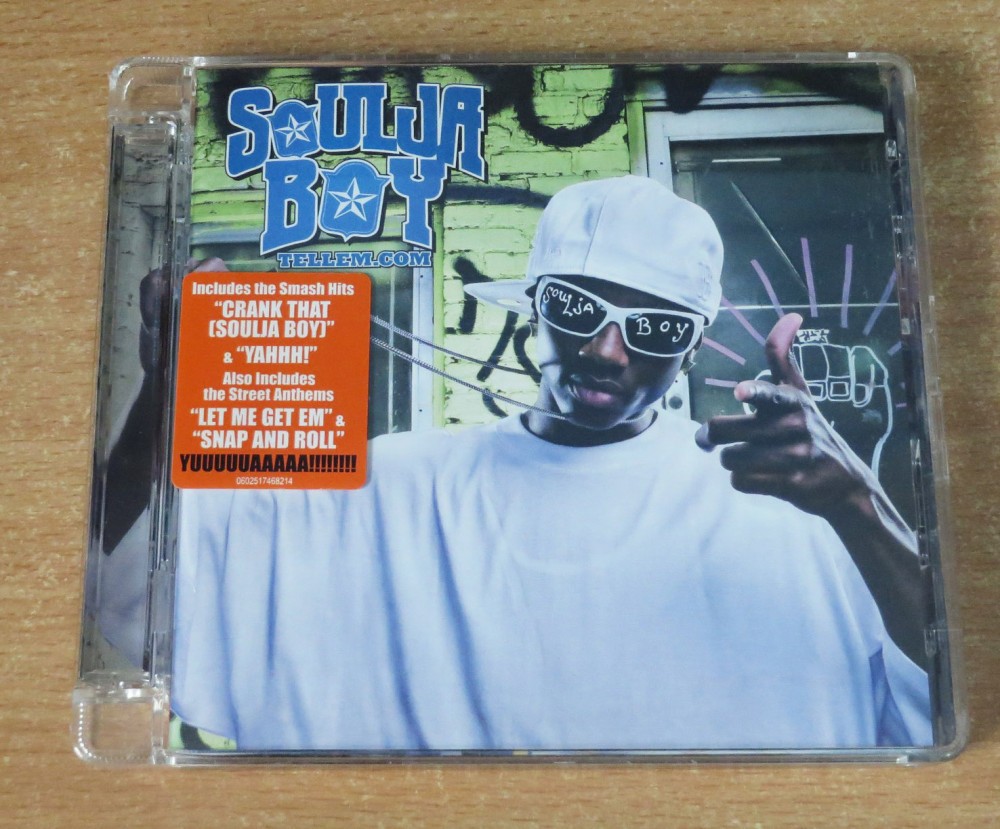 SOULJA
BOY
TELLEM.COM
Includes the Smash Hits
"CRANK THAT
(SOULJA BOY)"
& "YAHHH!"
Also Includes
the Street Anthems
"LET ME GET EM" &
"SNAP AND ROLL"
YUUUUUAAAAA!!!!!!!!
0602517468214
SOULJA
BOY